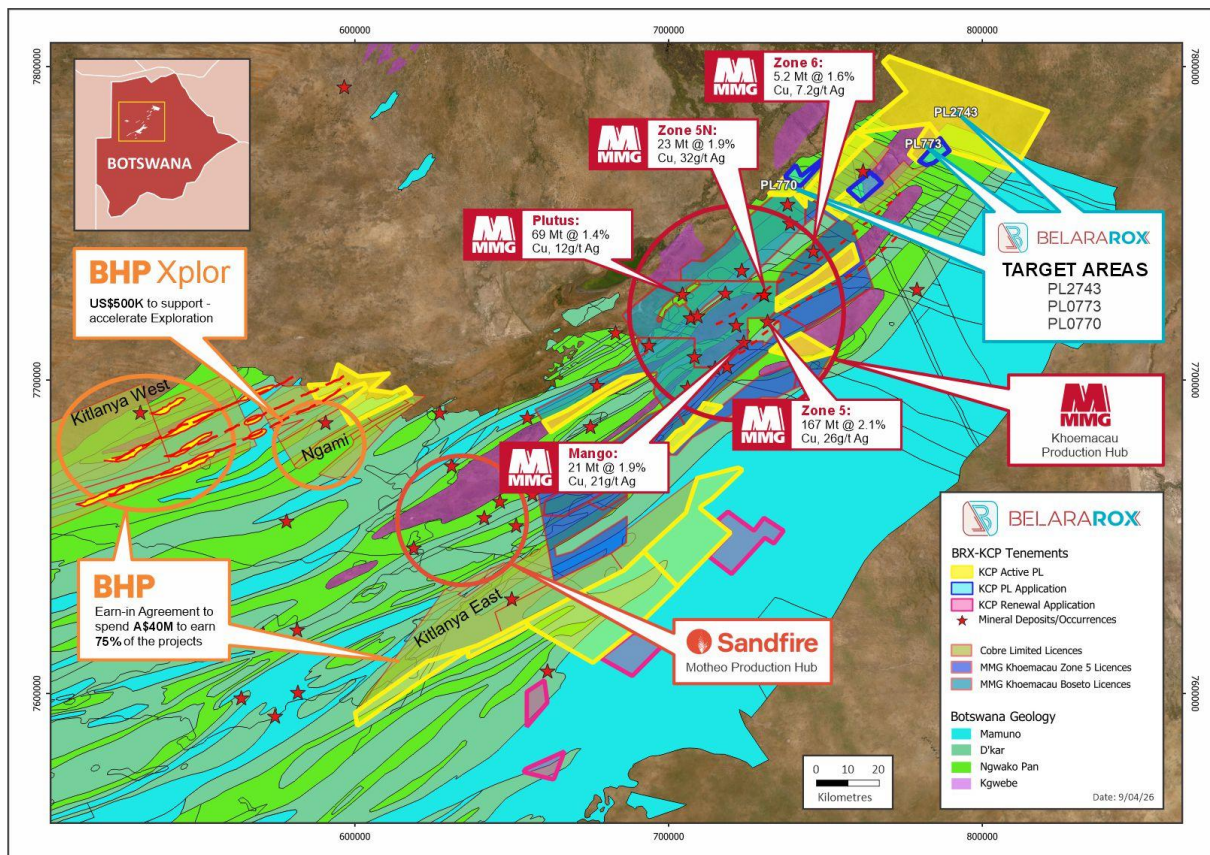 600000
700000
800000
7800000
7700000
7600000
7800000
7700000
7600000
600000
700000
800000
BOTSWANA
BHP Xplor
US$500K to support -
accelerate Exploration
Kitlanya West
Ngami
BHP
Earn-in Agreement to
spend A$40M to earn
75% of the projects
MMG
Plutus:
69 Mt @ 1.4%
Cu, 12g/t Ag
MMG
Zone 5N:
23 Mt @ 1.9%
Cu, 32g/t Ag
MMG
Zone 6:
5.2 Mt @ 1.6%
Cu, 7.2g/t Ag
PL2743
PL773
PL770
BELARAROX
TARGET AREAS
PL2743
PL0773
PL0770
MMG
Khoemacau
Production Hub
MMG
Zone 5:
167 Mt @ 2.1%
Cu, 26g/t Ag
MMG
Mango:
21 Mt @ 1.9%
Cu, 21g/t Ag
Kitlanya East
Sandfire
Motheo Production Hub
BELARAROX
BRX-KCP Tenements
KCP Active PL
KCP PL Application
KCP Renewal Application
Mineral Deposits/Occurrences
Cobre Limited Licences
MMG Khoemacau Zone 5 Licences
MMG Khoemacau Boseto Licences
Botswana Geology
Mamuno
D'kar
Ngwako Pan
Kgwebe
Date: 9/04/26
0 10 20
Kilometres